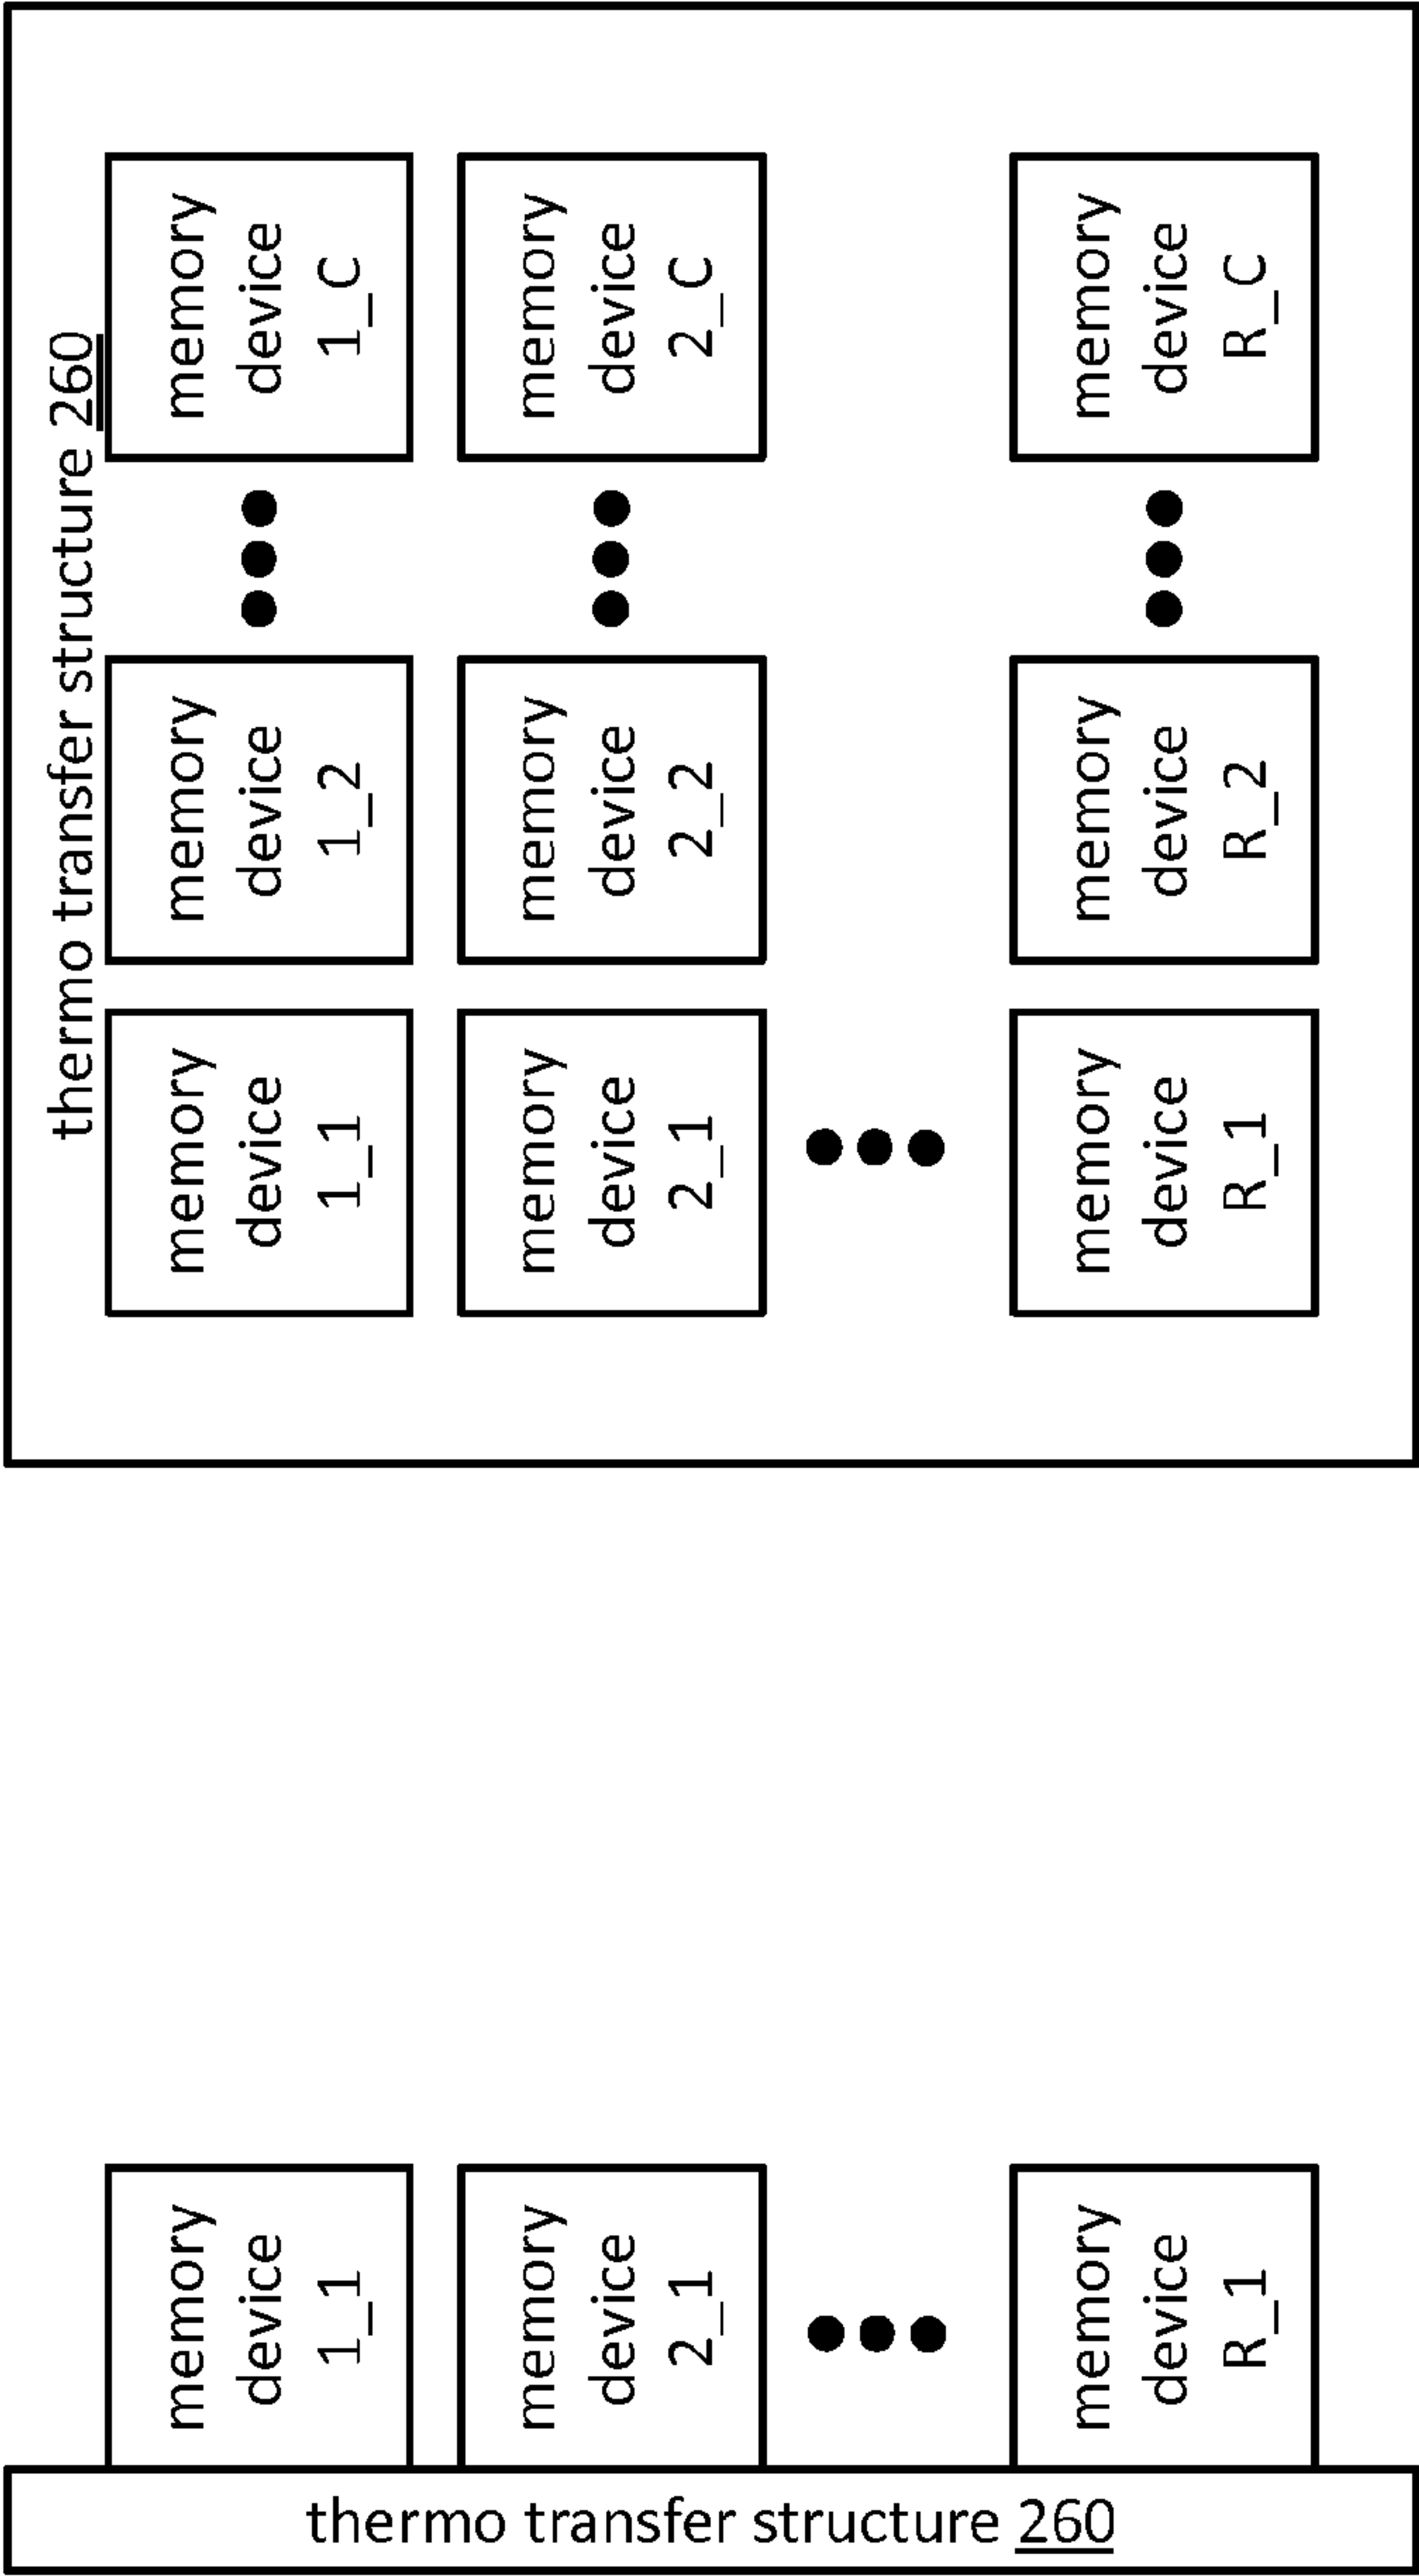 thermo transfer structure 260
memory
device
1_1
memory
device
2_1
memory
device
R_1
thermo transfer structure 260
memory
device
1_1
memory
device
1_2
memory
device
1_C
memory
device
2_1
memory
device
2_2
memory
device
2_C
memory
device
R_1
memory
device
R_2
memory
device
R_C